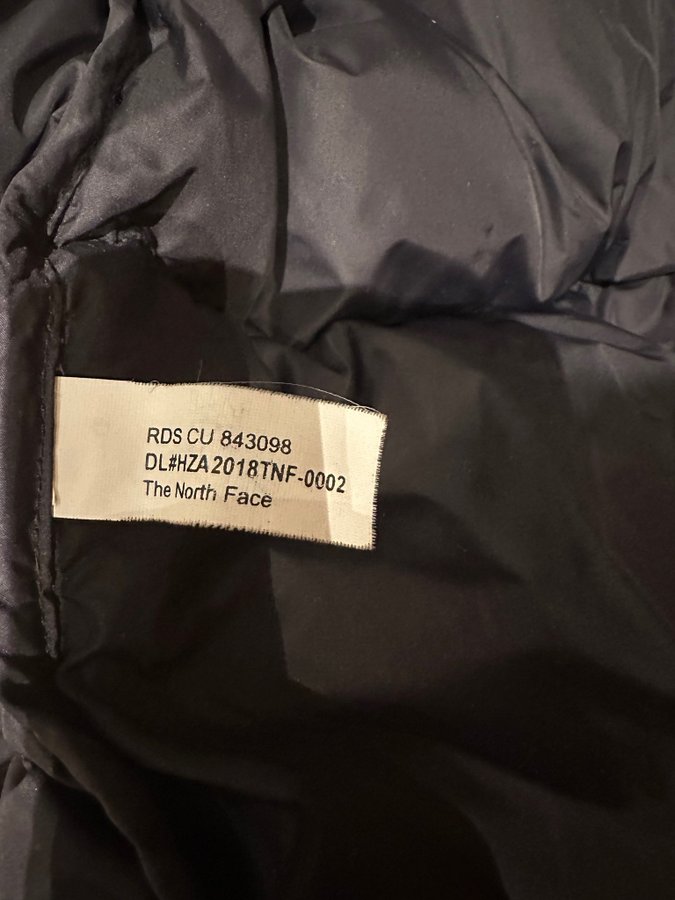 RDS CU 843098
DL#HZA2018TNF-0002
The North Face